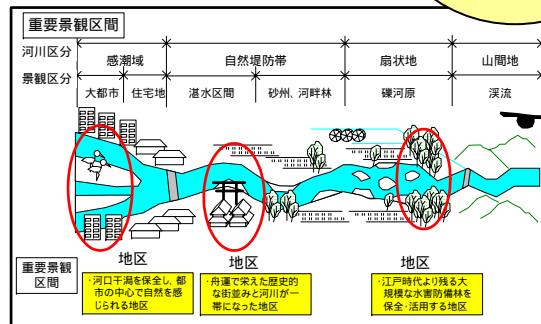 重要景観区間
河川区分
感潮域
自然堤防帯
扇状地
山間地
景観区分
大都市
住宅地
湛水区間
砂州、河畔林
礫河原
渓流
地区
地区
地区
重要景観
区間
・河口干潟を保全し、都
市の中心で自然を感
じられる地区
・舟運で栄えた歴史的
な街並みと河川が一
帯になった地区
・江戸時代より残る大
規模な水害防備林を
保全・活用する地区